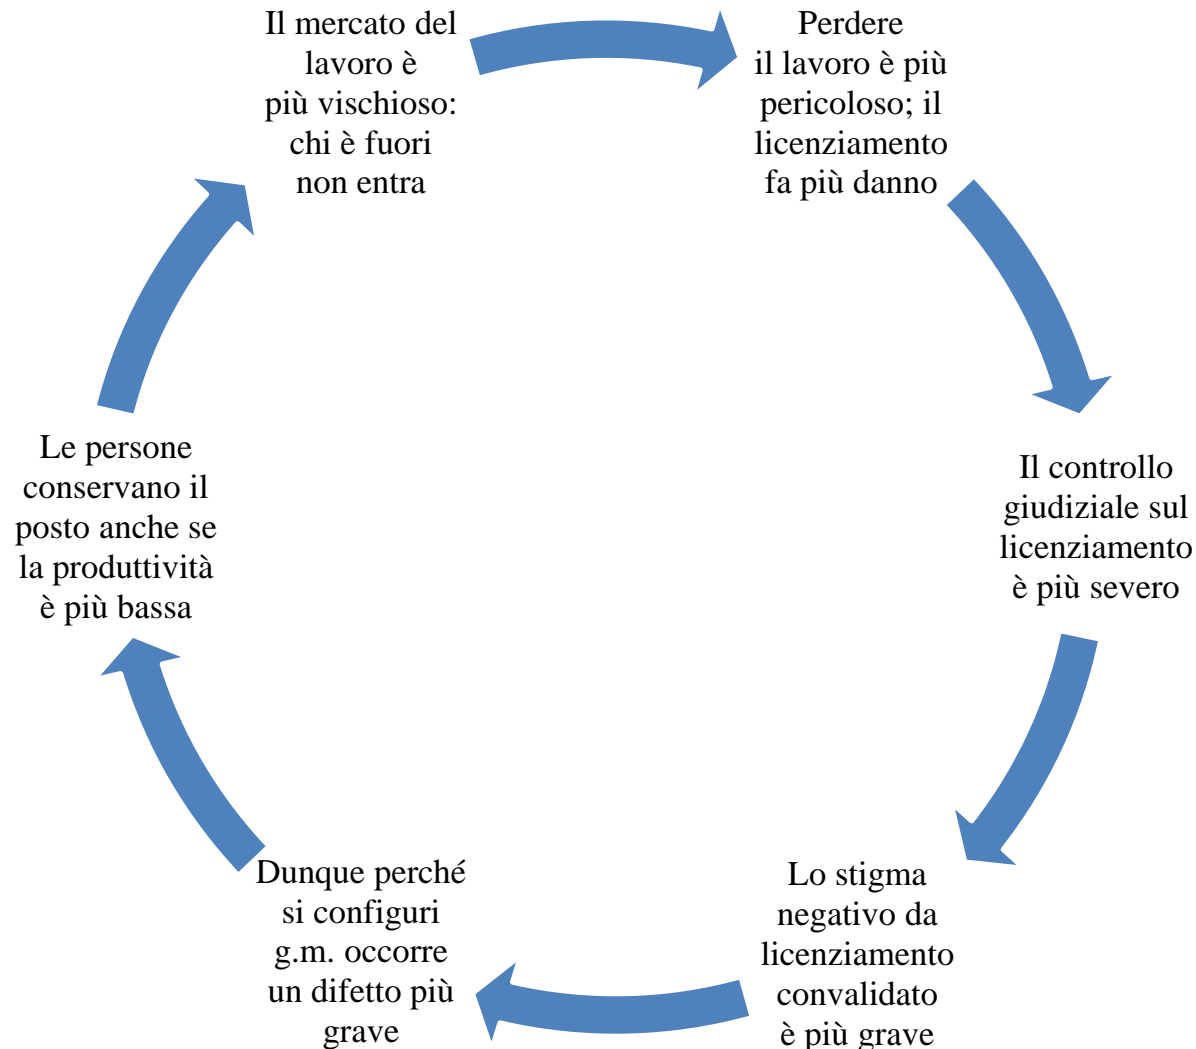 Il mercato del
lavoro è
più vischioso:
chi è fuori
non entra
Perdere
il lavoro è più
pericoloso; il
licenziamento
fa più danno
Il controllo
giudiziale sul
licenziamento
è più severo
Lo stigma
negativo da
licenziamento
convalidato
è più grave
Dunque perché
si configuri
g.m. occorre
un difetto più
grave
Le persone
conservano il
posto anche se
la produttività
è più bassa